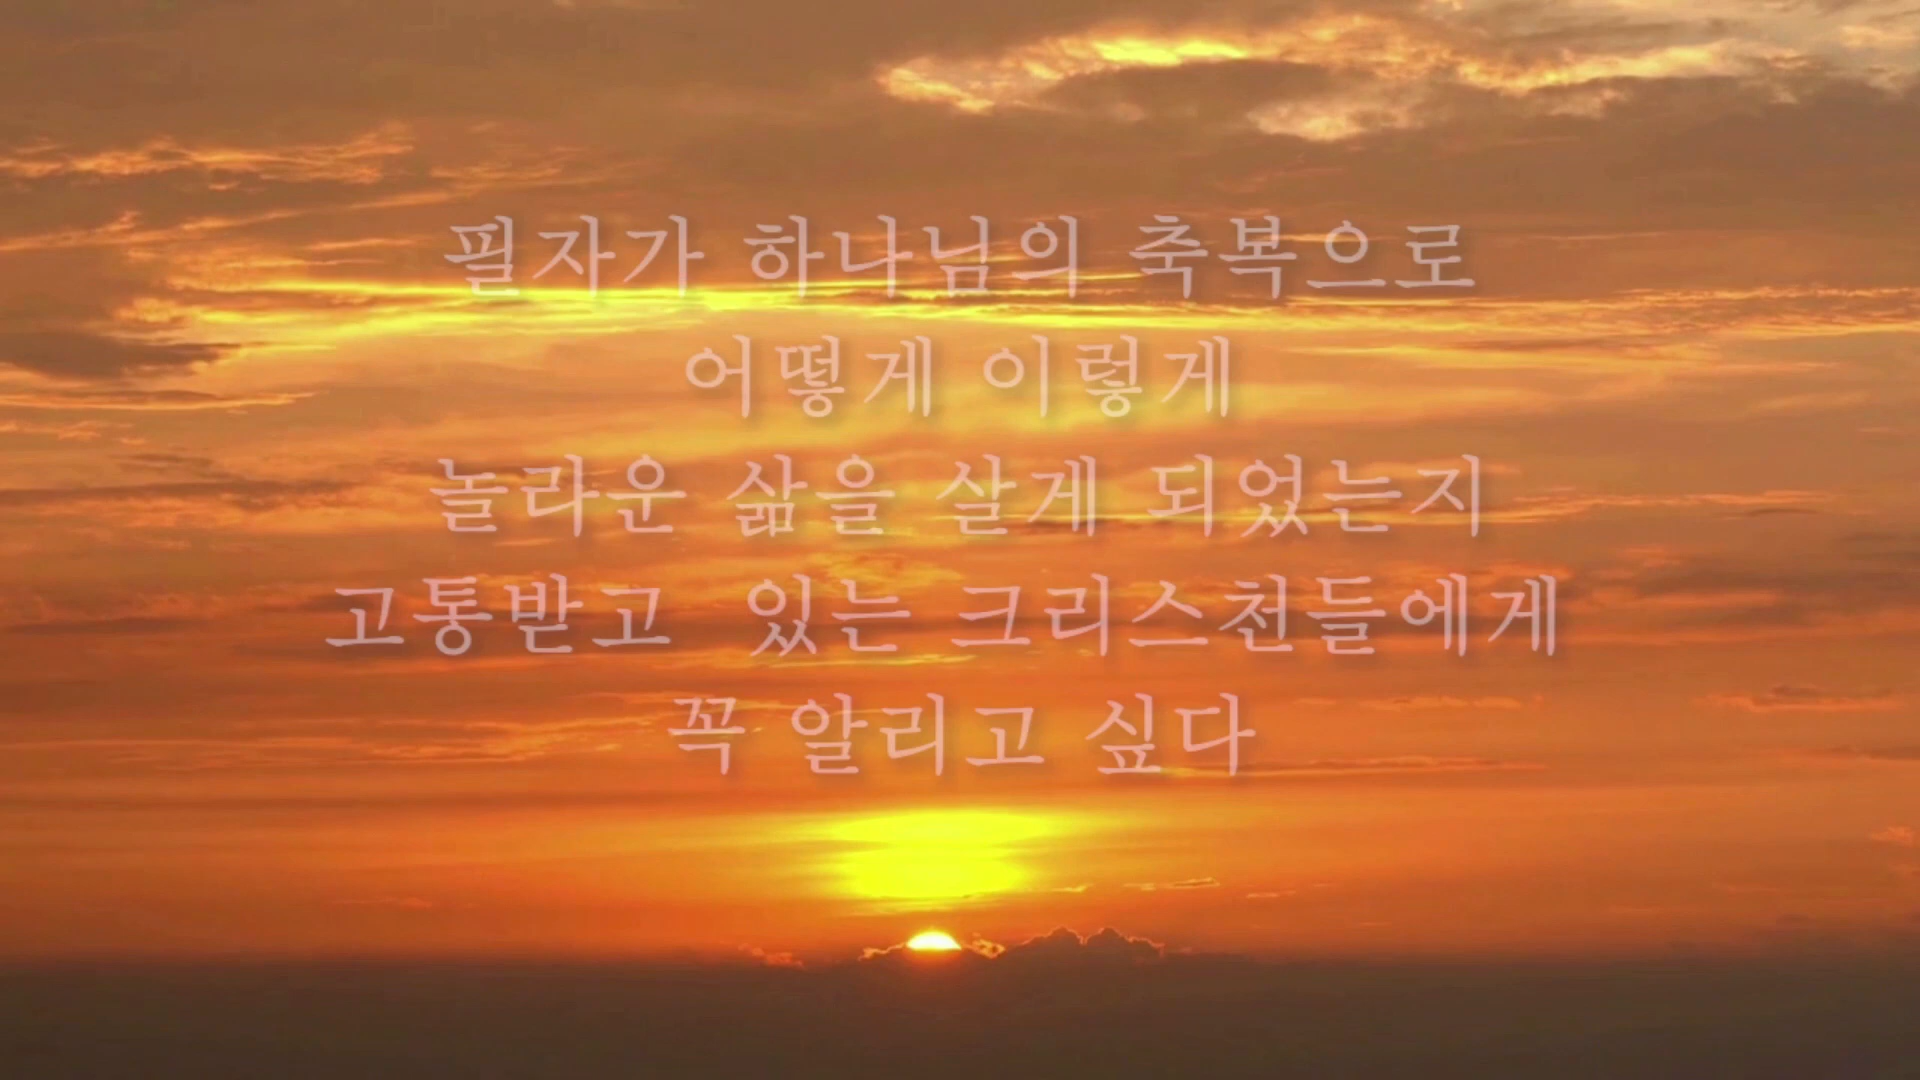 필자가 하나님의 축복으로
어떻게 이렇게
놀라운 삶을 살게 되었는지
고통받고 있는 크리스천들에게
꼭 알리고 싶다